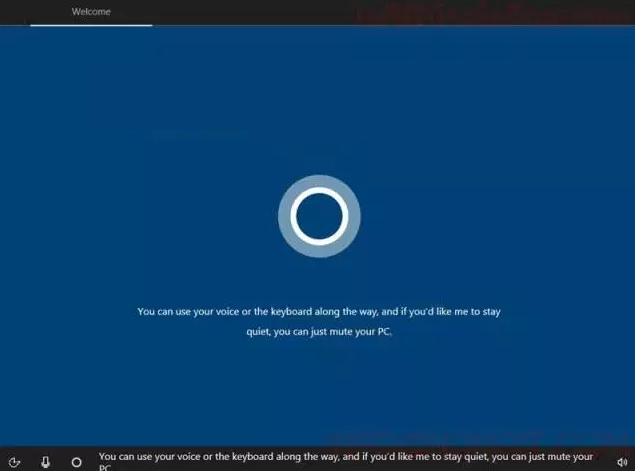 Welcome
You can use your voice or the keyboard along the way, and if you'd like me to stay
quiet, you can just mute your PC.
You can use your voice or the keyboard along the way, and if you'd like me to stay quiet, you can just mute your
PC